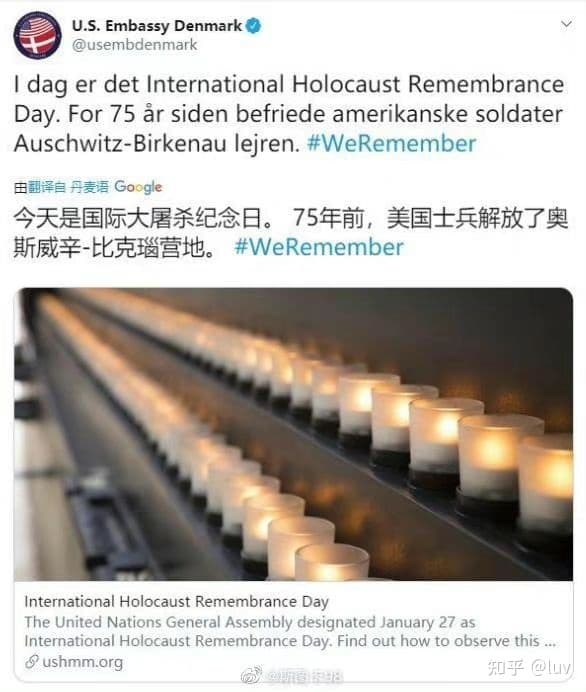 U.S. Embassy Denmark
@usembdenmark
I dag er det International Holocaust Remembrance
Day. For 75 år siden befriede amerikanske soldater
Auschwitz-Birkenau lejren. #WeRemember
由翻译自 丹麦语 Google
今天是国际大屠杀纪念日。 75年前，美国士兵解放了奥
斯威辛-比克瑙营地。 #WeRemember
International Holocaust Remembrance Day
The United Nations General Assembly designated January 27 as
International Holocaust Remembrance Day. Find out how to observe this ...
ushmm.org
知乎 @luv